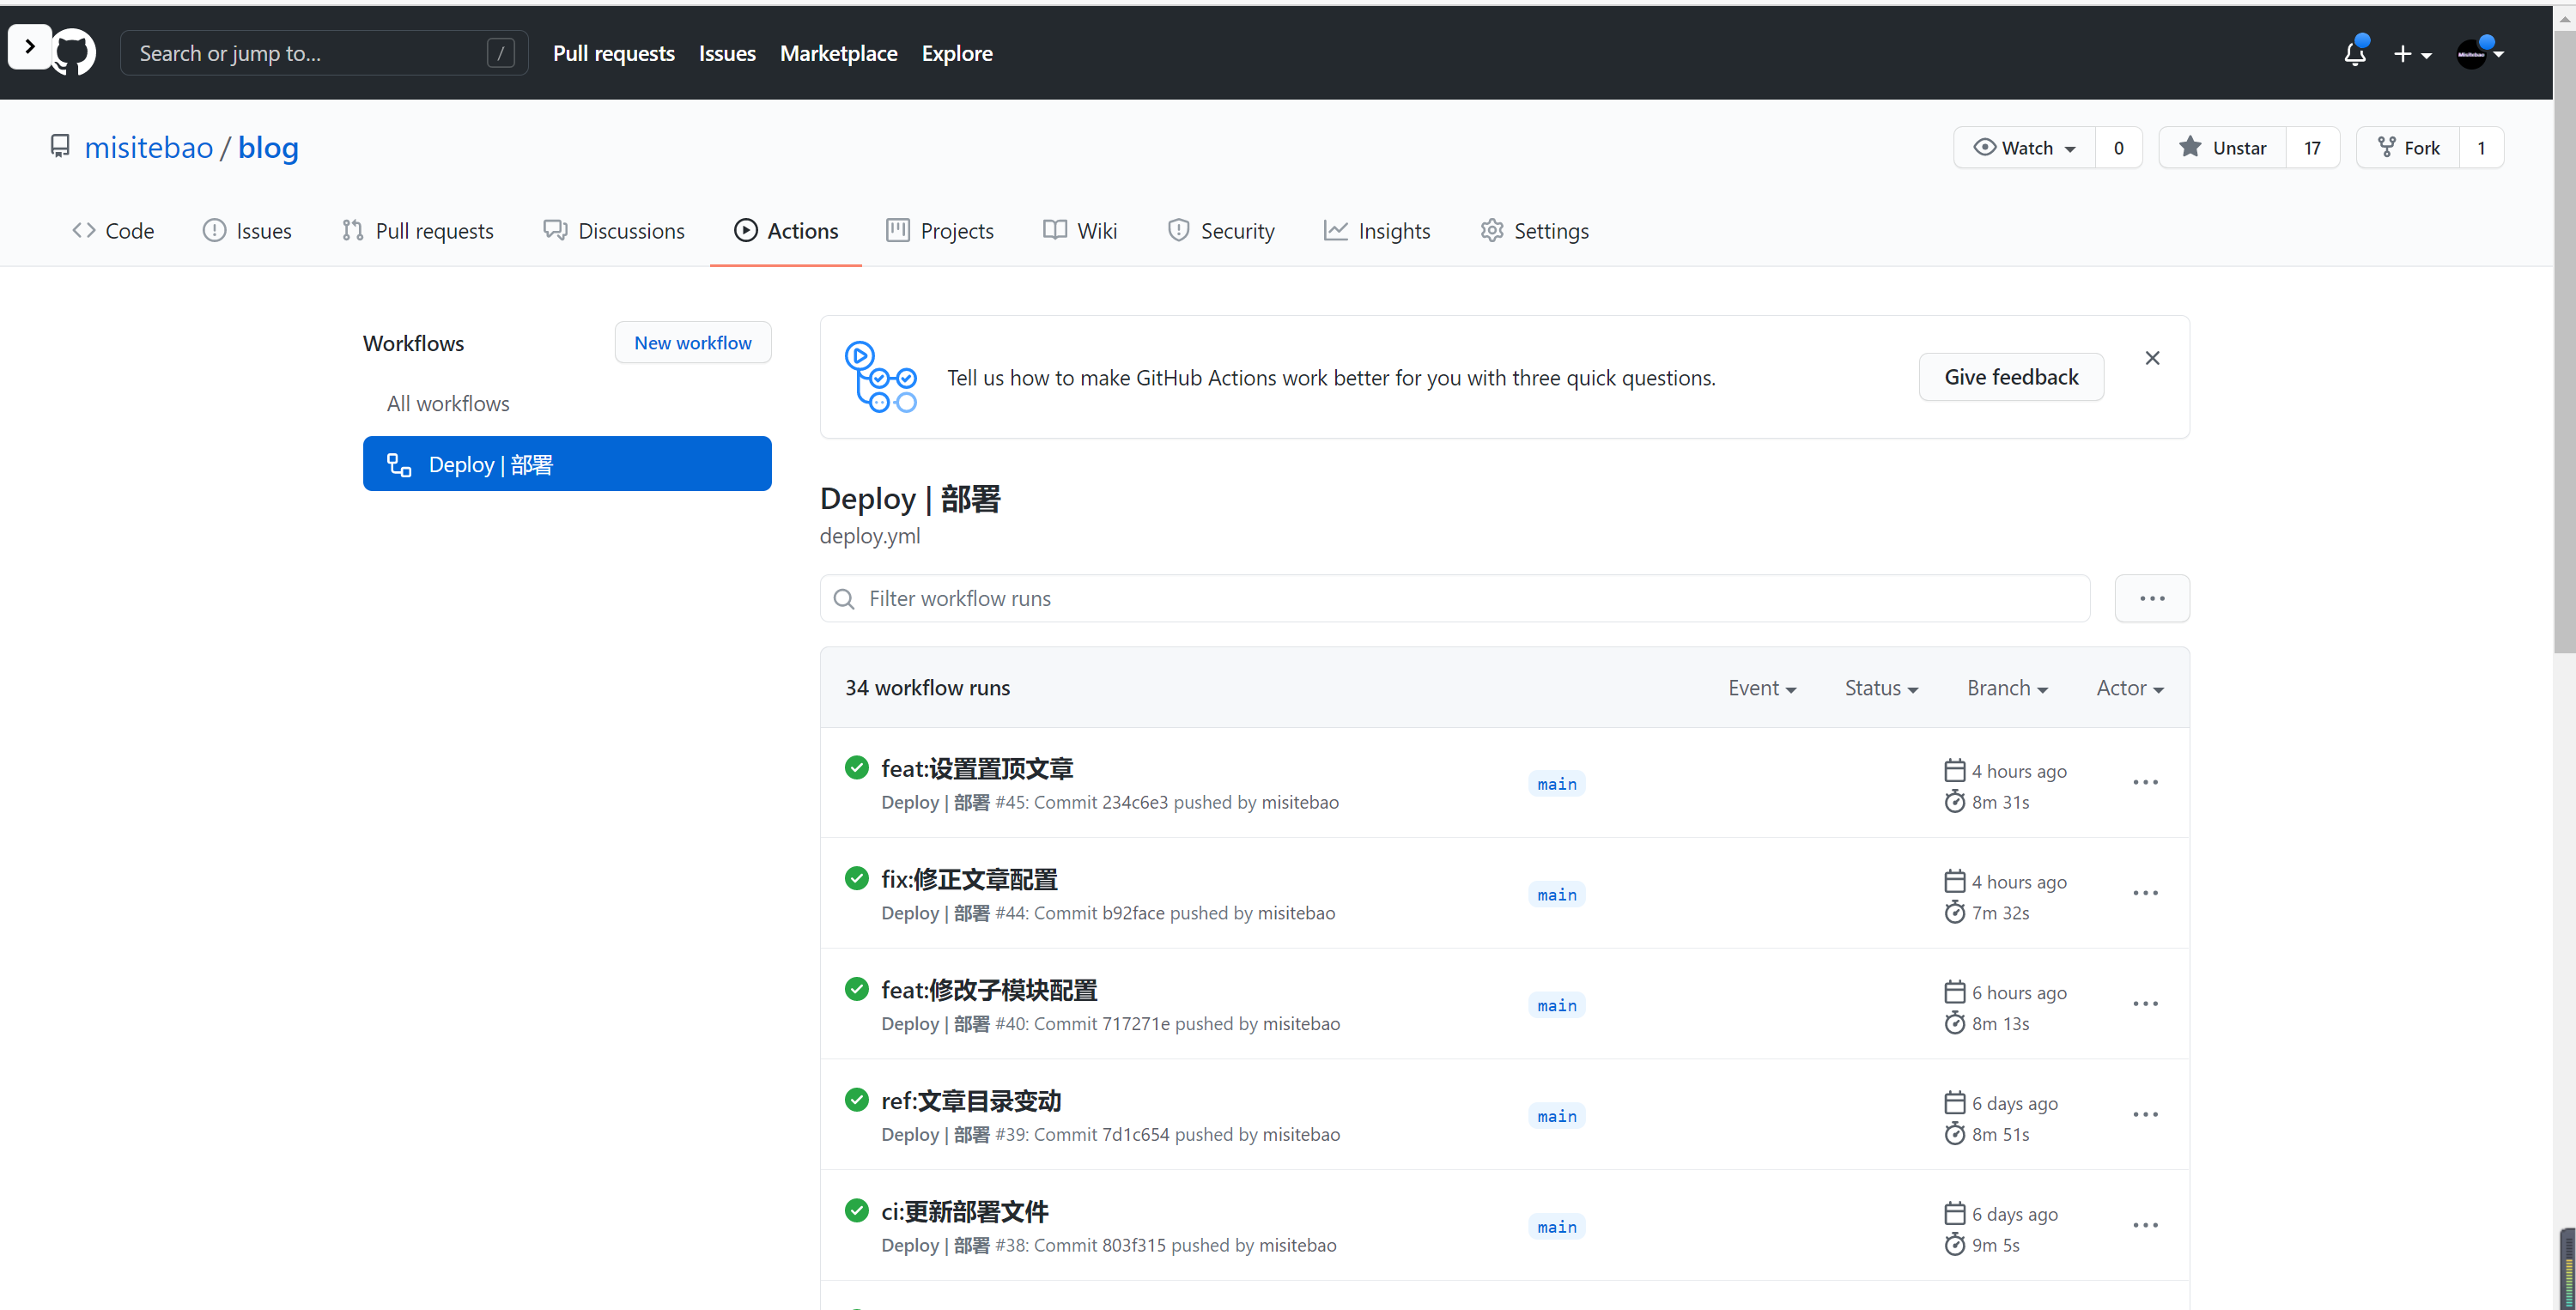 Search or jump to... /
Pull requests Issues Marketplace Explore
misitebao / blog
Watch 0 Unstar 17 Fork 1
Code Issues Pull requests Discussions Actions Projects Wiki Security Insights Settings
Workflows New workflow
All workflows
Deploy | 部署
Tell us how to make GitHub Actions work better for you with three quick questions. Give feedback
Deploy | 部署
deploy.yml
Filter workflow runs
34 workflow runs Event Status Branch Actor
feat:设置置顶文章
Deploy | 部署 #45: Commit 234c6e3 pushed by misitebao
main
4 hours ago
8m 31s
fix:修正文章配置
Deploy | 部署 #44: Commit b92face pushed by misitebao
main
4 hours ago
7m 32s
feat:修改子模块配置
Deploy | 部署 #40: Commit 717271e pushed by misitebao
main
6 hours ago
8m 13s
ref:文章目录变动
Deploy | 部署 #39: Commit 7d1c654 pushed by misitebao
main
6 days ago
8m 51s
ci:更新部署文件
Deploy | 部署 #38: Commit 803f315 pushed by misitebao
main
6 days ago
9m 5s